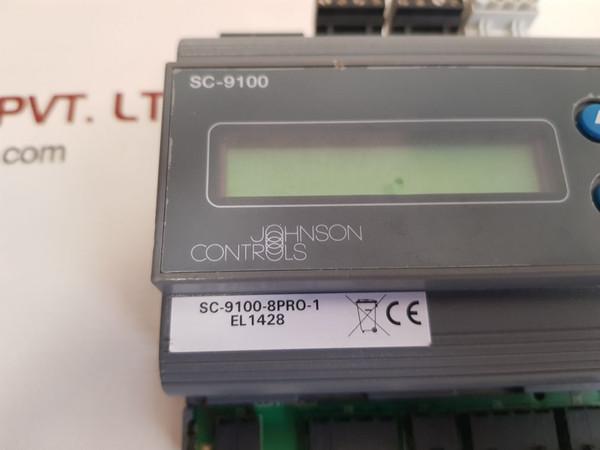 SC-9100
PVT. LT
com
JOHNSON
CONTROLS
SC-9100-8PRO-1
EL1428
CE